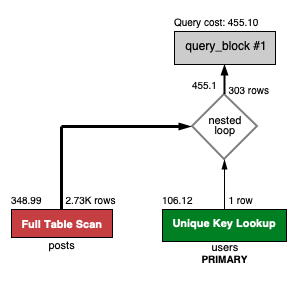 Query cost: 455.10
query_block #1
455.1
303 rows
nested
loop
348.99
2.73K rows
106.12
1 row
Full Table Scan
Unique Key Lookup
posts
users
PRIMARY